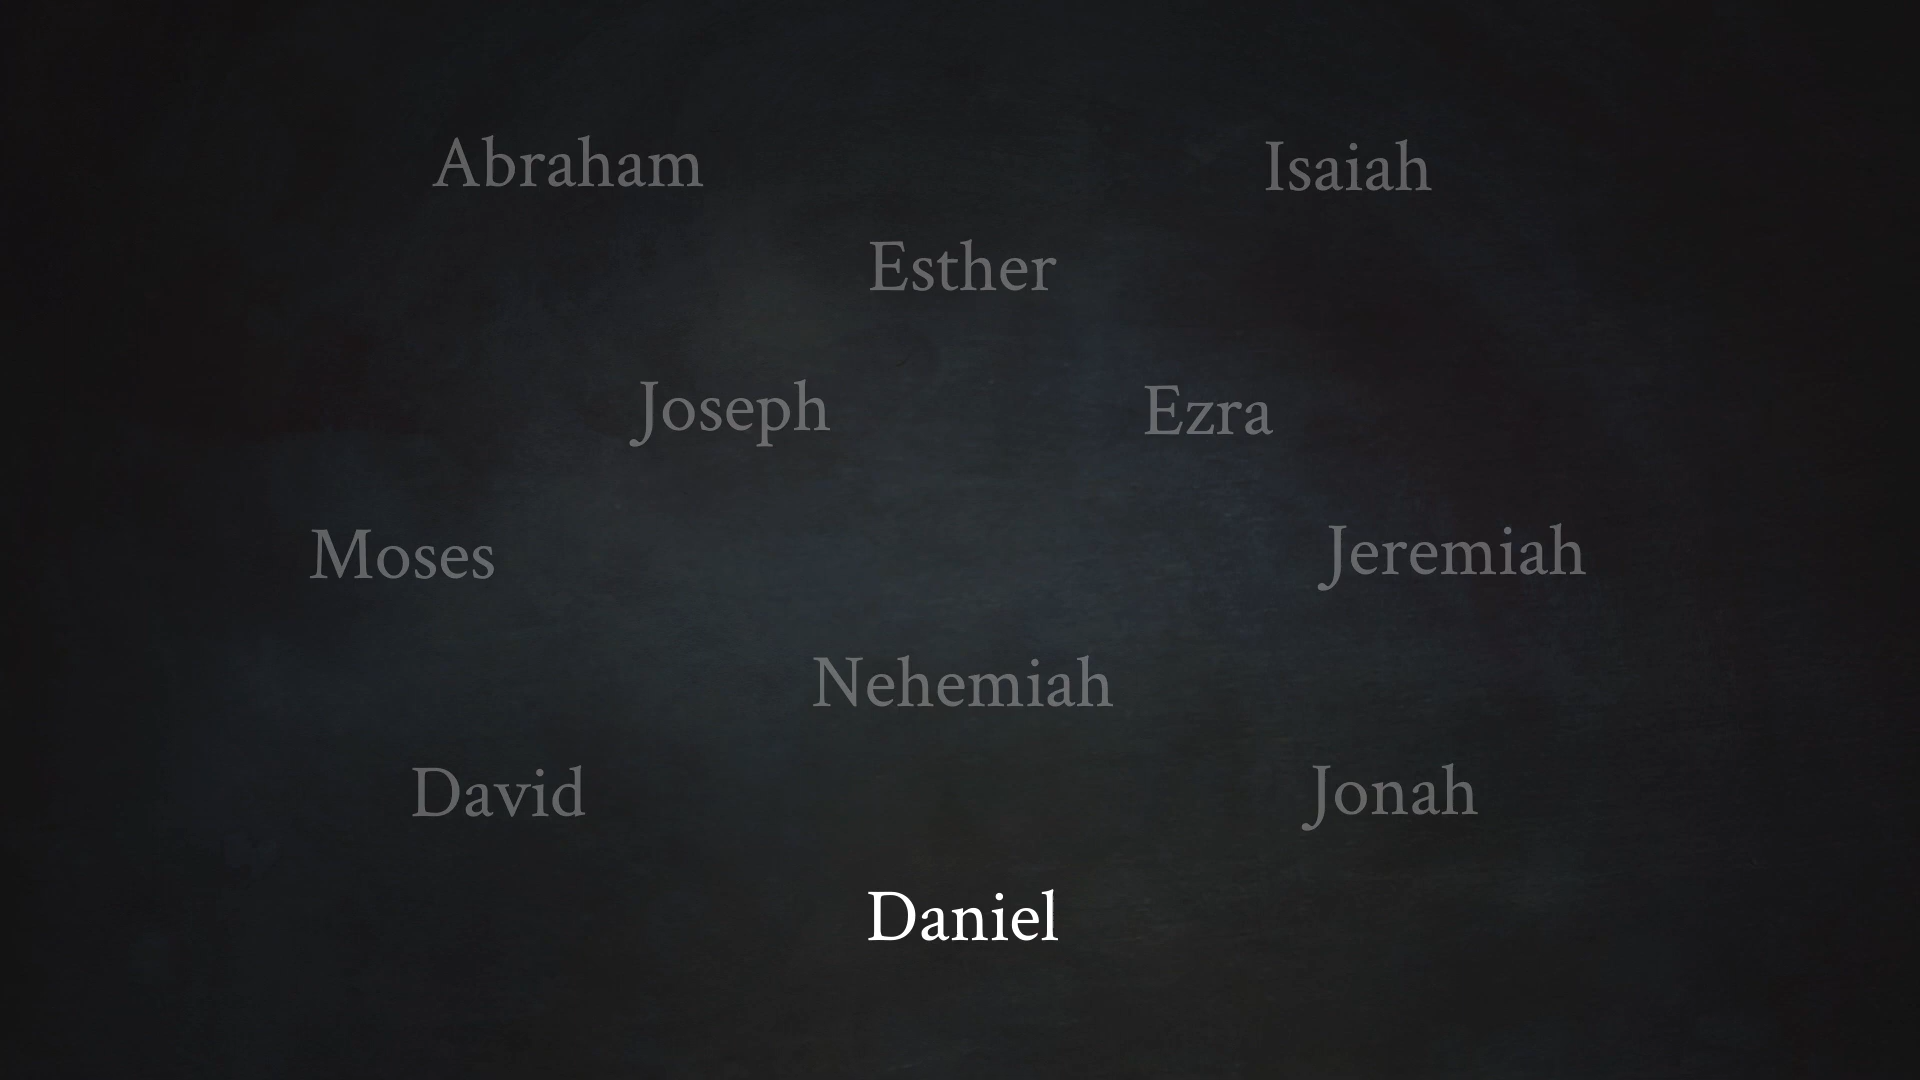 Abraham
Isaiah
Esther
Joseph
Ezra
Moses
Jeremiah
Nehemiah
David
Jonah
Daniel